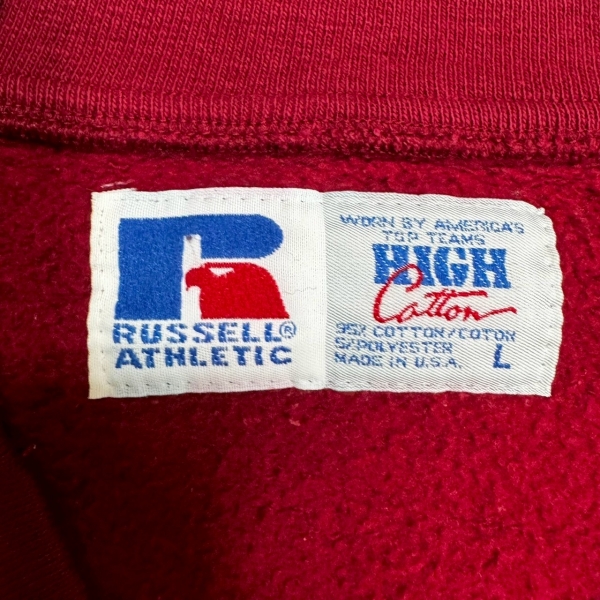 RUSSELL®
ATHLETIC
WORN BY AMERICA'S
TOP TEAMS
HIGH
Cotton
95% COTTON/COTON
5/POLYESTER
MADE IN U.S.A. L